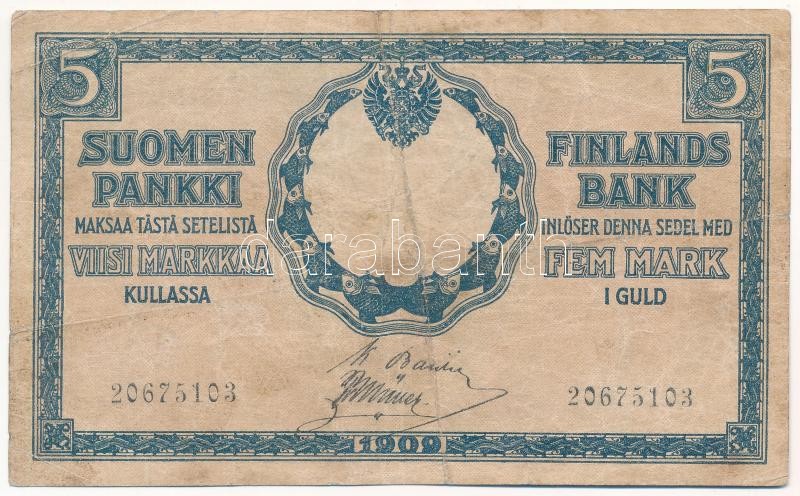 5 5
SUOMEN
PANKKI
MAKSAA TÄSTÄ SETELISTÄ
VIISI MARKKAA
KULLASSA
FINLANDS
BANK
INLÖSER DENNA SEDEL MED
FEM MARK
I GULD
darabanth
20675103 20675103
1909